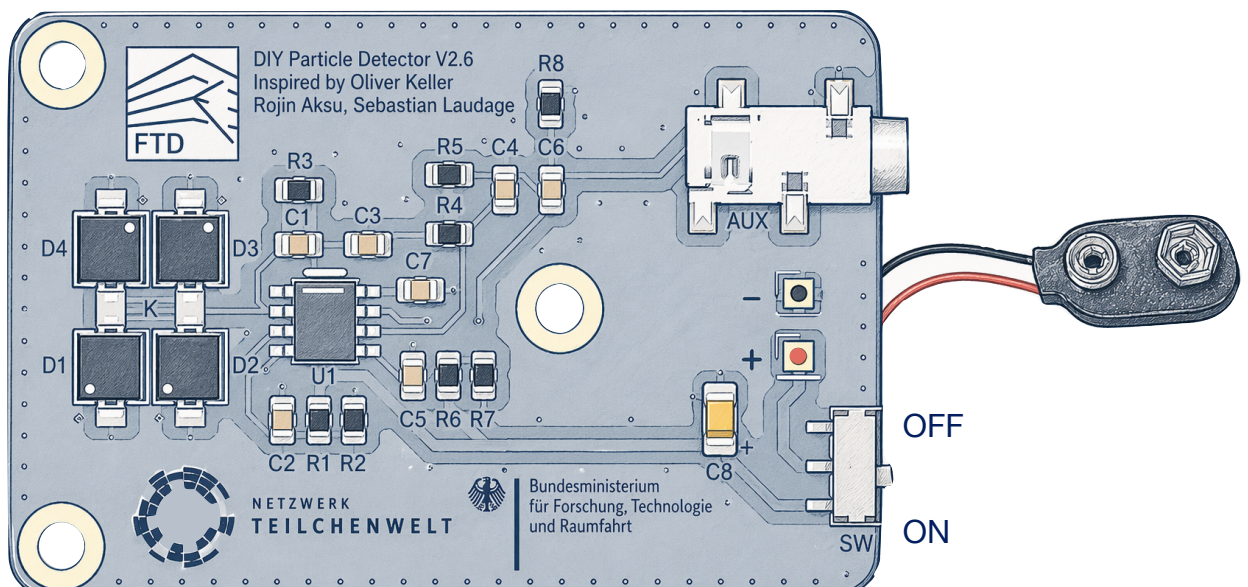 DIY Particle Detector V2.6
Inspired by Oliver Keller
Rojin Aksu, Sebastian Laudage
FTD
R8
R3
R5
C4
C6
C1
C3
R4
AUX
D4
D3
C7
K
-
+
D1
D2
U1
C5
R6
R7
OFF
+
C2
R1
R2
C8
NETZWERK
TEILCHENWELT
Bundesministerium
für Forschung, Technologie
und Raumfahrt
SW
ON